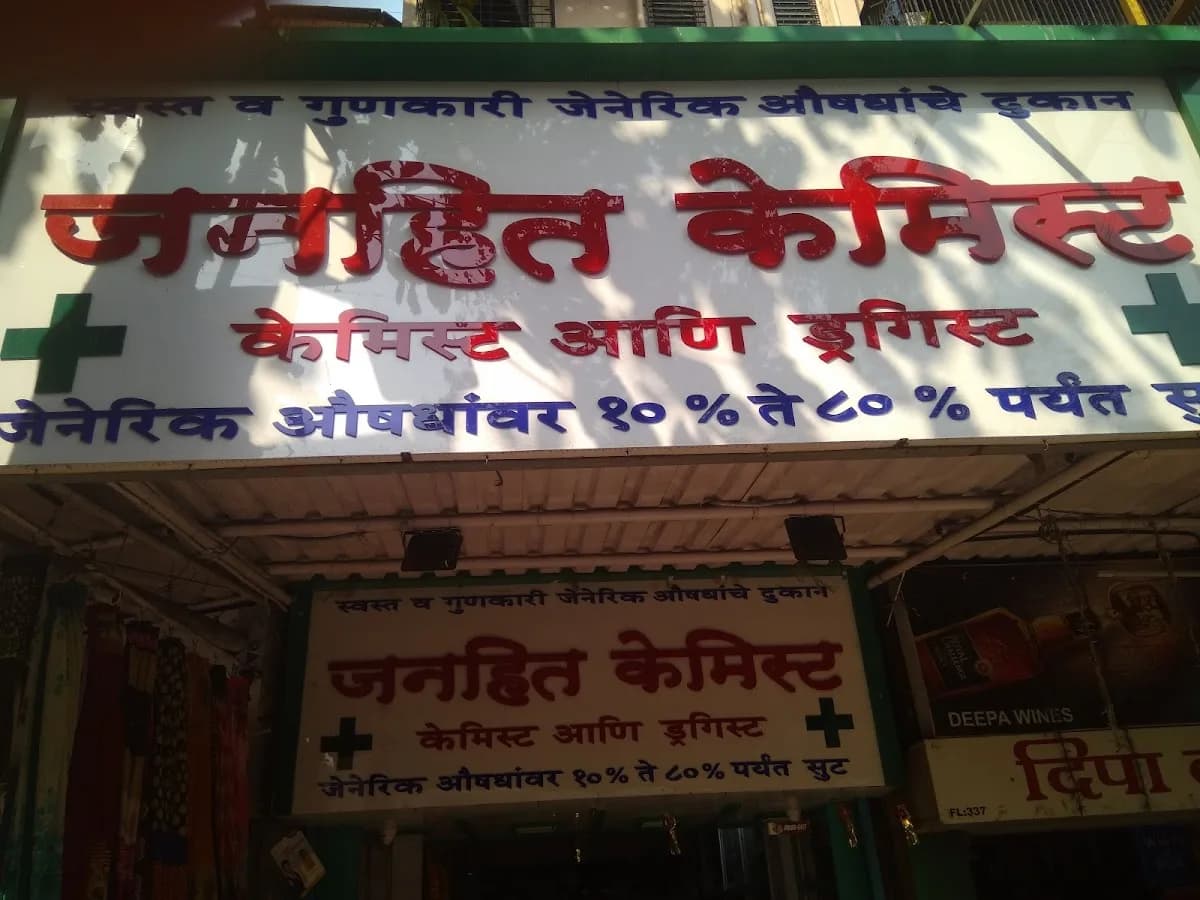 स्वस्त व गुणकारी जेनेरिक औषधांचे दुकान
जनहित केमिस्ट
केमिस्ट आणि ड्रगिस्ट
जेनेरिक औषधांवर १० % ते ८० % पर्यंत सु
स्वस्त व गुणकारी जेनेरिक औषधांचे दुकान
जनहित केमिस्ट
केमिस्ट आणि ड्रगिस्ट
जेनेरिक औषधांवर १०% ते ८०% पर्यंत सुट
DEEPA WINES
दिपा
FL:337